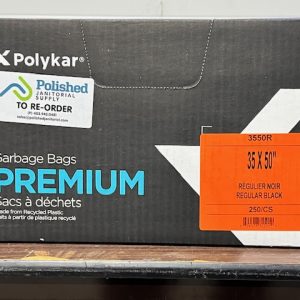 Polykar®
Polished
JANITORIAL
SUPPLY
TO RE-ORDER
Garbage Bags
PREMIUM
Sacs à déchets
Made from Recycled Plastic
Faits à partir de plastique recyclé
3550R
35 X 50"
RÉGULIER NOIR
REGULAR BLACK
250/CS